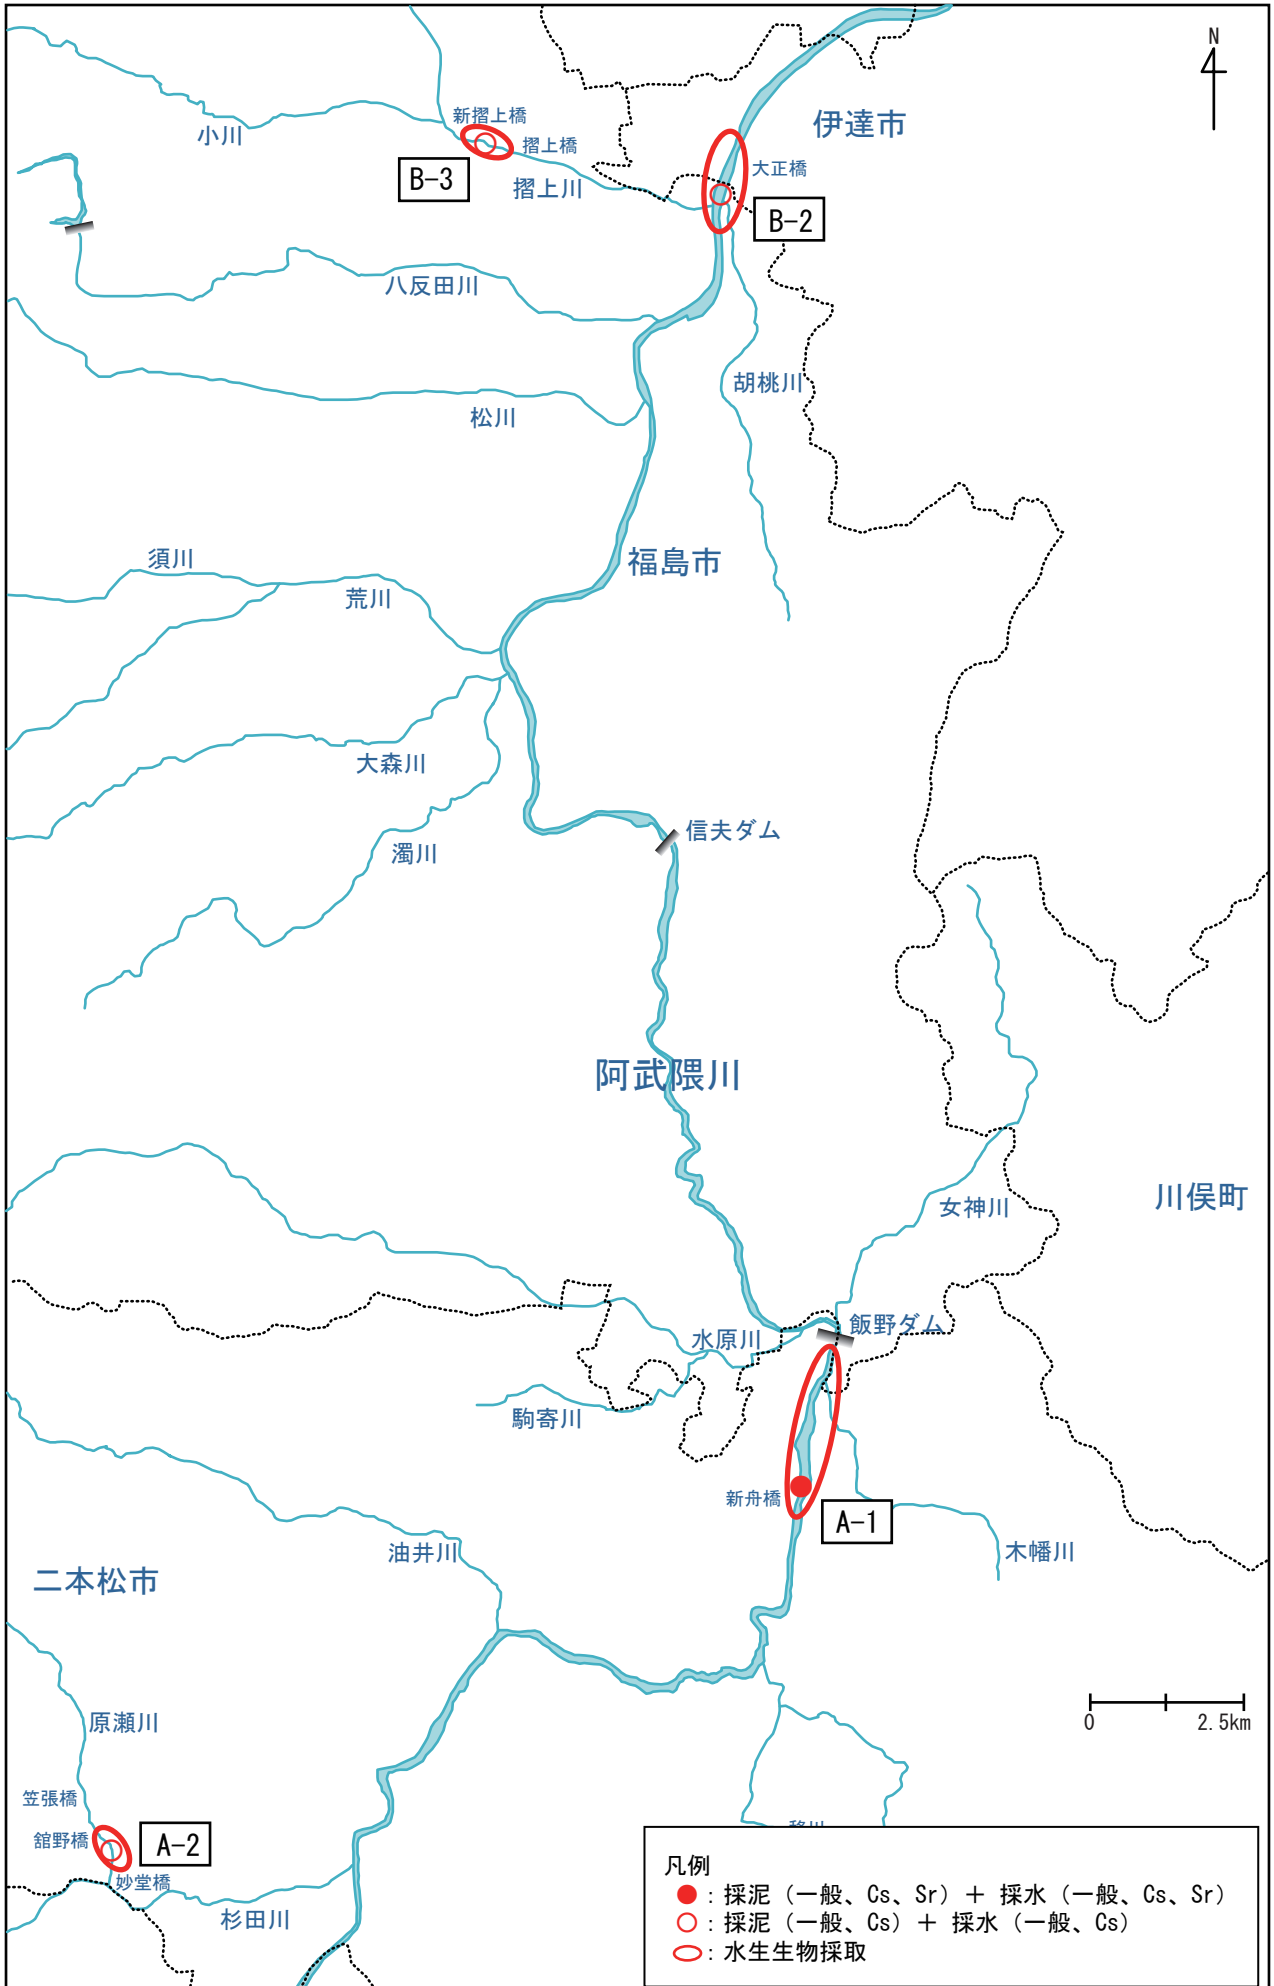 N
伊達市
新摺上橋
小川
摺上橋
大正橋
B-3
摺上川
B-2
八反田川
胡桃川
松川
須川
福島市
荒川
大森川
信夫ダム
濁川
阿武隈川
川俣町
女神川
飯野ダム
水原川
駒寄川
新舟橋
A-1
油井川
木幡川
二本松市
原瀬川
0 2.5km
笠張橋
舘野橋
A-2
妙堂橋
杉田川
凡例
：採泥（一般、Cs、Sr）＋ 採水（一般、Cs、Sr）
：採泥（一般、Cs）＋ 採水（一般、Cs）
：水生生物採取